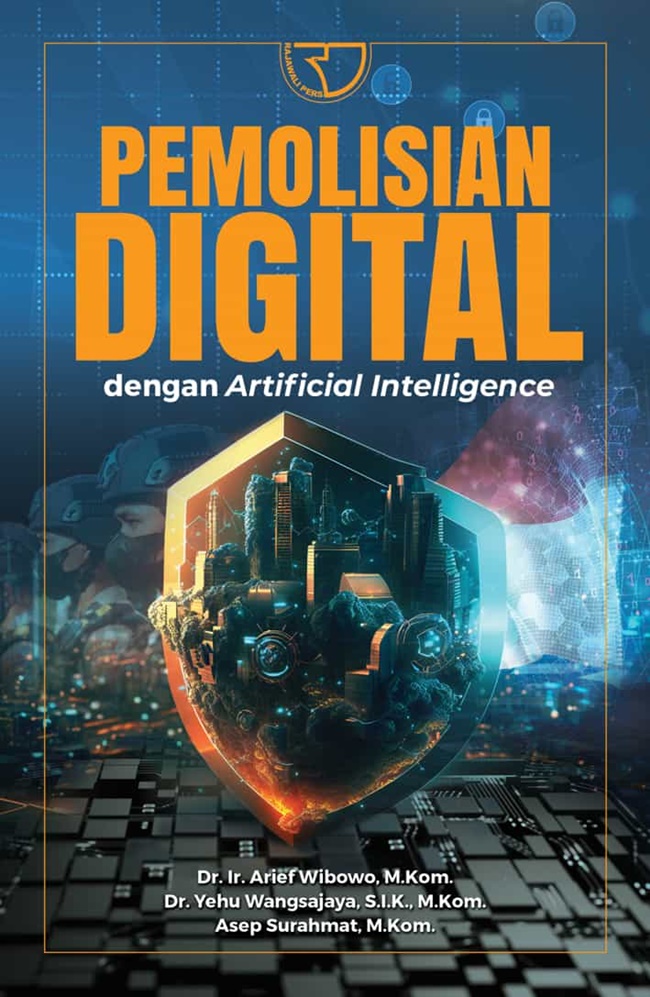 RAJAWALI PERS
PEMOLISIAN
DIGITAL
dengan Artificial Intelligence
Dr. Ir. Arief Wibowo, M.Kom.
Dr. Yehu Wangsajaya, S.I.K., M.Kom.
Asep Surahmat, M.Kom.